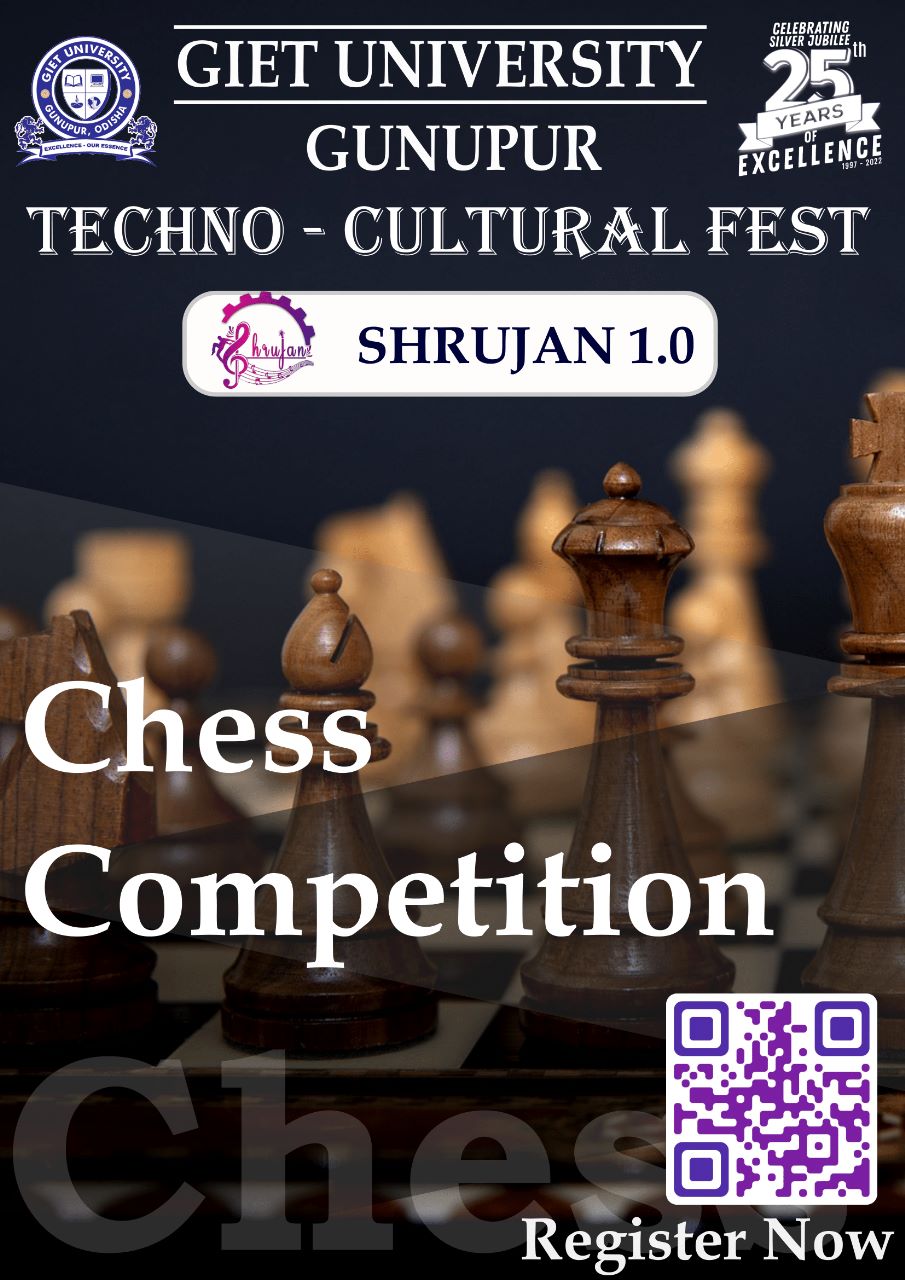 GIET UNIVERSITY
GUNUPUR
GIET UNIVERSITY
GUNUPUR, ODISHA
EXCELLENCE - OUR ESSENCE
CELEBRATING
SILVER JUBILEE
25th
YEARS
OF
EXCELLENCE
1997 - 2022
TECHNO - CULTURAL FEST
Shrujan
SHRUJAN 1.0
Chess
Competition
Chess
Register Now